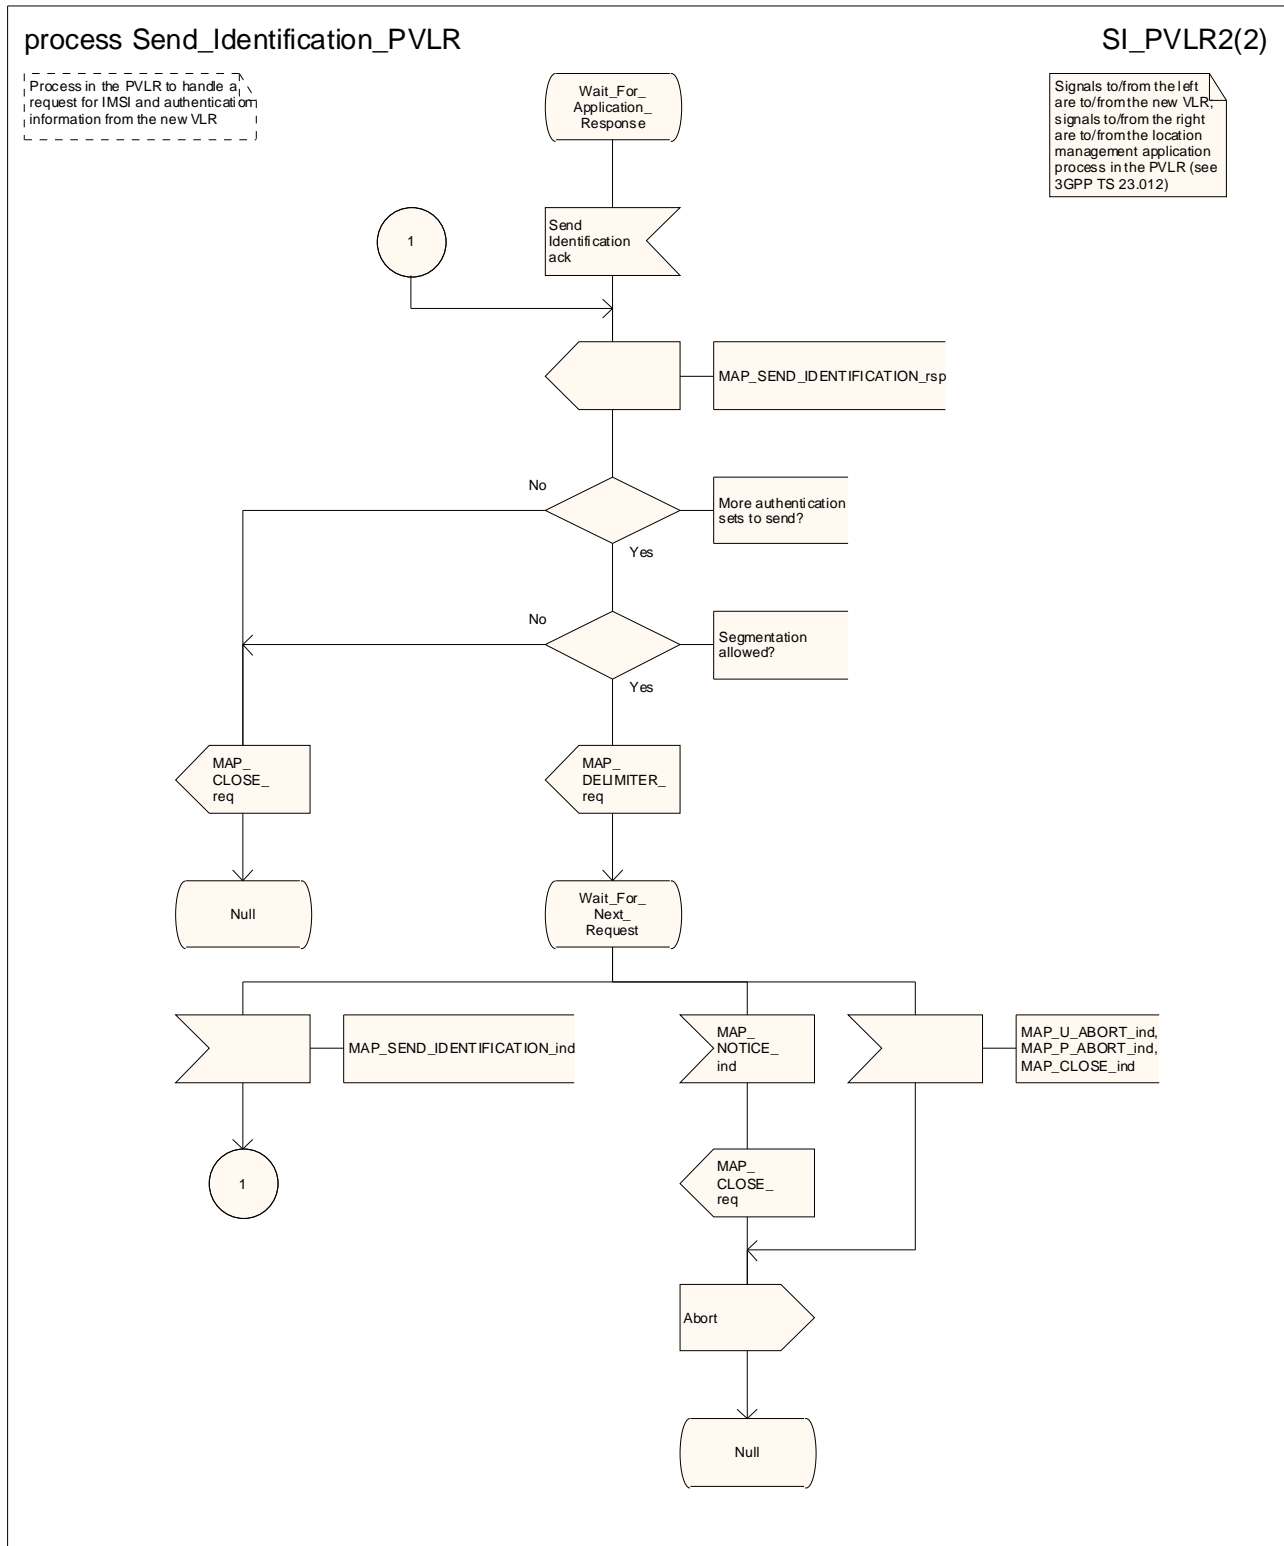 process Send_Identification_PVLR
SI_PVLR2(2)
Process in the PVLR to handle a
request for IMSI and authentication
information from the new VLR
Wait_For_
Application_
Response
Signals to/from the left
are to/from the new VLR;
signals to/from the right
are to/from the location
management application
process in the PVLR (see
3GPP TS 23.012)
1
Send
Identification
ack
MAP_SEND_IDENTIFICATION_rsp
No
More authentication
sets to send?
Yes
No
Segmentation
allowed?
Yes
MAP_
CLOSE_
req
MAP_
DELIMITER_
req
Null
Wait_For_
Next_
Request
MAP_SEND_IDENTIFICATION_ind
MAP_
NOTICE_
ind
MAP_U_ABORT_ind,
MAP_P_ABORT_ind,
MAP_CLOSE_ind
1
MAP_
CLOSE_
req
Abort
Null